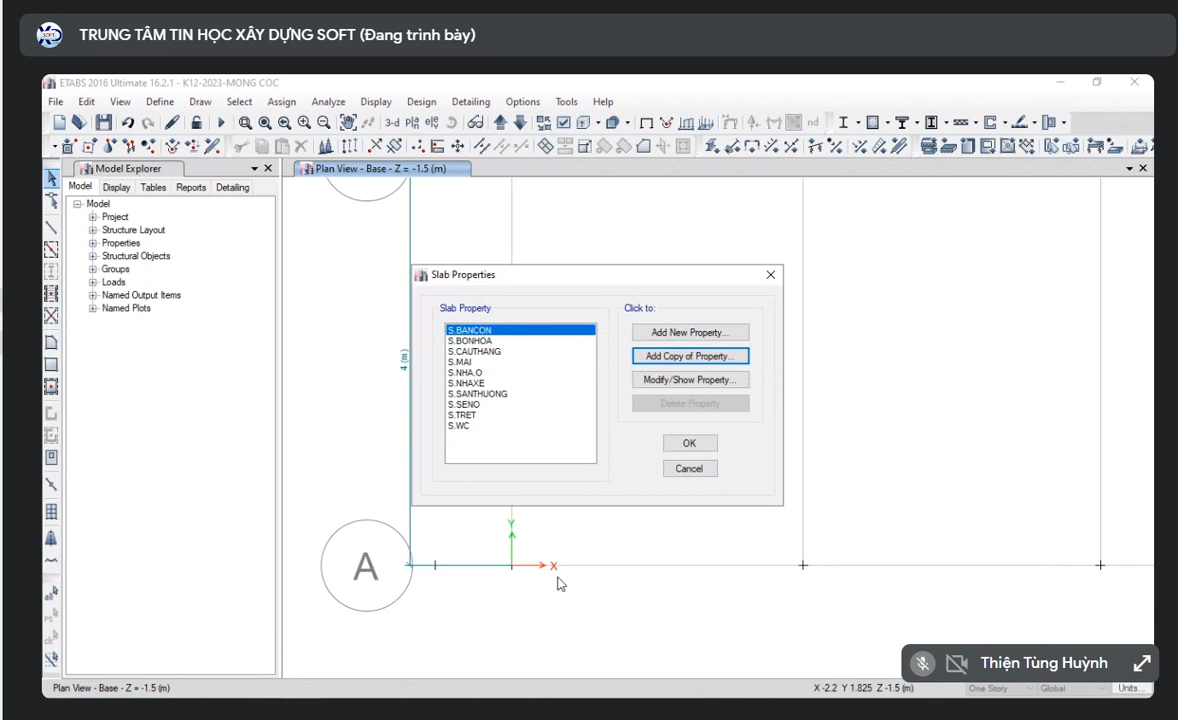 TRUNG TÂM TIN HỌC XÂY DỰNG SOFT (Đang trình bày)
ETABS 2016 Ultimate 16.2.1 - K12-2023-MONG COC
File Edit View Define Draw Select Assign Analyze Display Design Detailing Options Tools Help
3-d
nd
Model Explorer
Plan View - Base - Z = -1.5 (m)
Model Display Tables Reports Detailing
Model
Project
Structure Layout
Properties
Structural Objects
Groups
Loads
Named Output Items
Named Plots
4 (m)
A
Y
X
Slab Properties
Slab Property
S.BANCON
S.BONHOA
S.CAUTHANG
S.MAI
S.NHA.O
S.NHAXE
S.SANTHUONG
S.SENO
S.TRET
S.WC
Click to:
Add New Property...
Add Copy of Property...
Modify/Show Property...
Delete Property
OK
Cancel
Thiện Tùng Huỳnh
Plan View - Base - Z = -1.5 (m)
X -2.2 Y 1.825 Z -1.5 (m)
One Story
Global
Units...